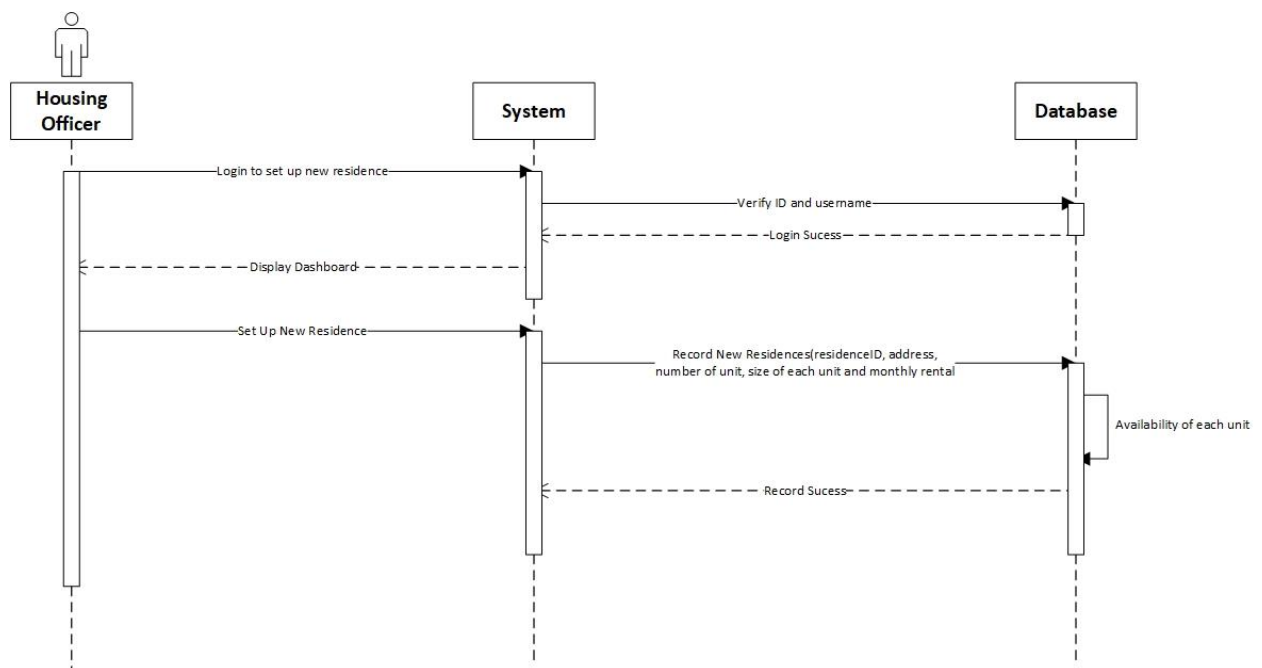 Housing
Officer
System
Database
Login to set up new residence
Verify ID and username
Login Sucess
Display Dashboard
Set Up New Residence
Record New Residences(residenceID, address,
number of unit, size of each unit and monthly rental
Availability of each unit
Record Sucess